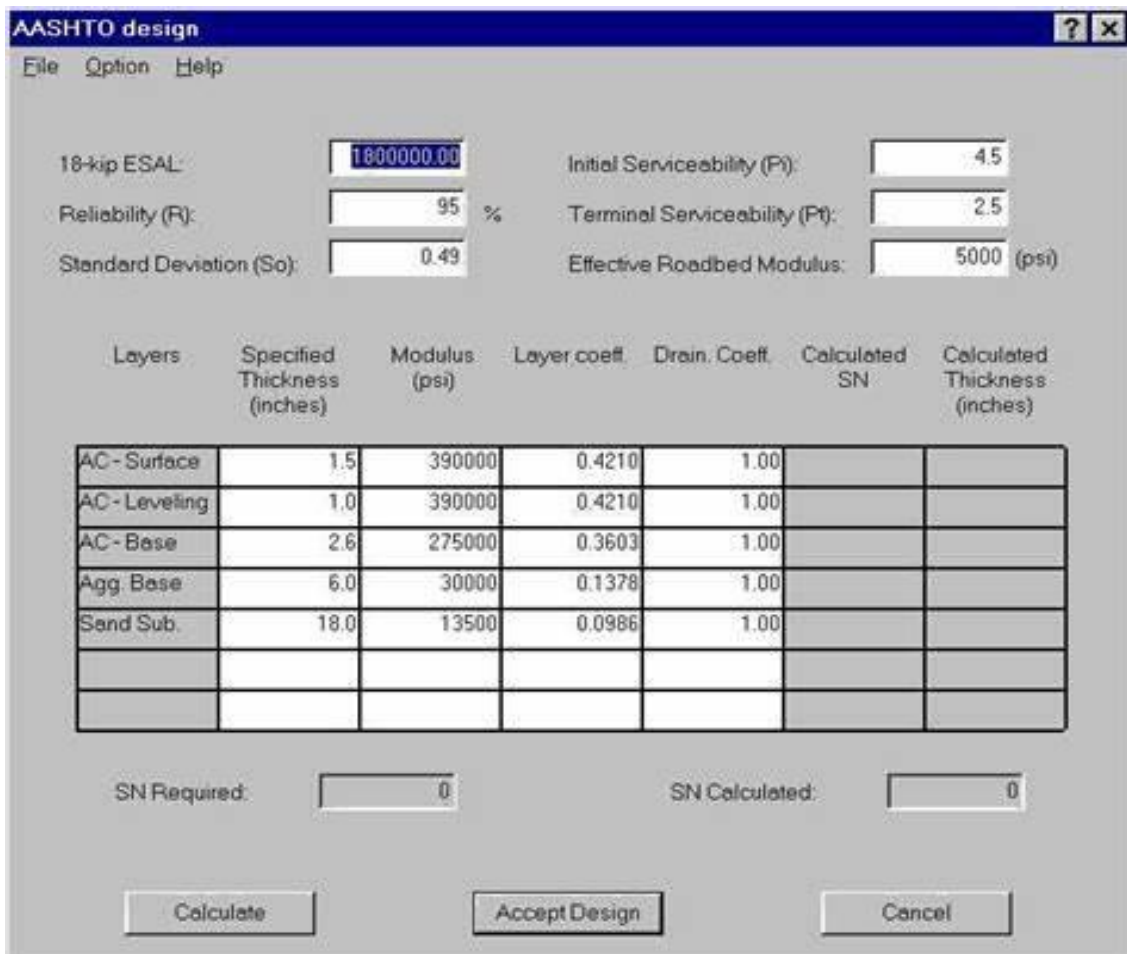 AASHTO design
File Option Help
18-kip ESAL: 1800000.00 Initial Serviceability (Pi): 4.5
Reliability (R): 95 % Terminal Serviceability (Pt): 2.5
Standard Deviation (So): 0.49 Effective Roadbed Modulus: 5000 (psi)
Layers Specified Thickness (inches) Modulus (psi) Layer coeff. Drain. Coeff. Calculated SN Calculated Thickness (inches)
AC - Surface 1.5 390000 0.4210 1.00
AC - Leveling 1.0 390000 0.4210 1.00
AC - Base 2.6 275000 0.3603 1.00
Agg. Base 6.0 30000 0.1378 1.00
Sand Sub. 18.0 13500 0.0986 1.00
SN Required: 0 SN Calculated: 0
Calculate Accept Design Cancel